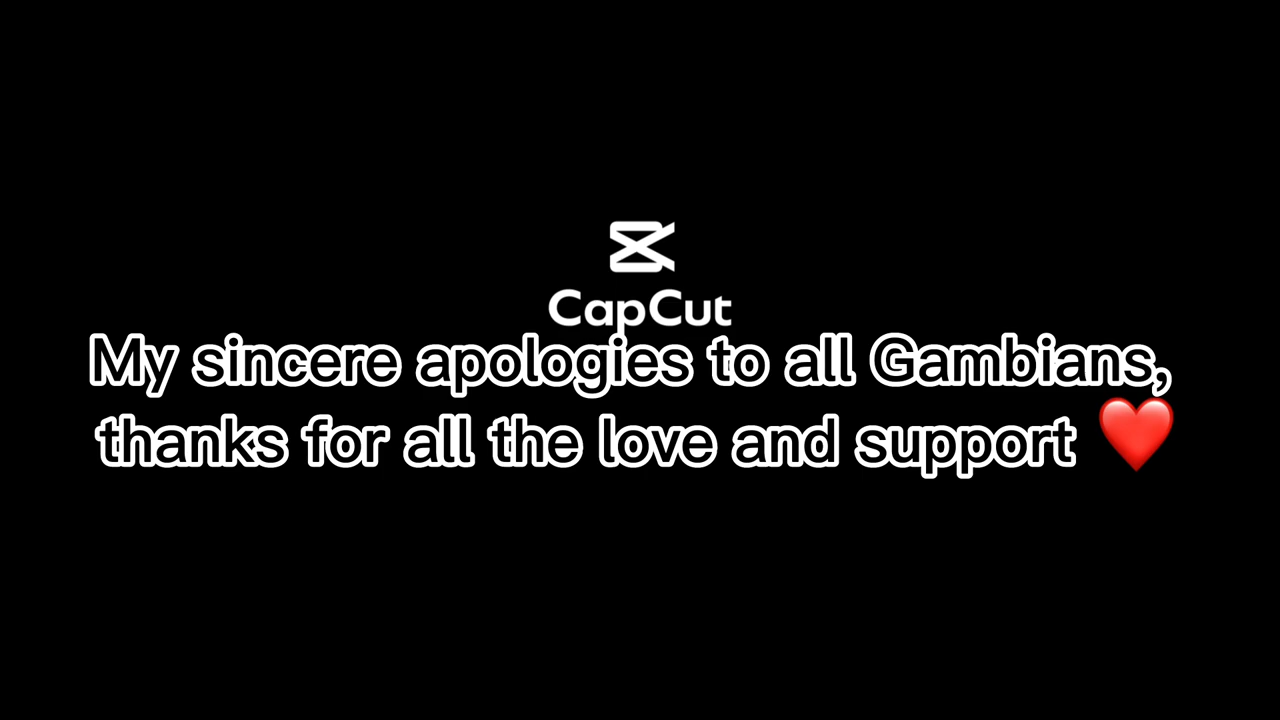 CapCut
My sincere apologies to all Gambians,
thanks for all the love and support ❤️